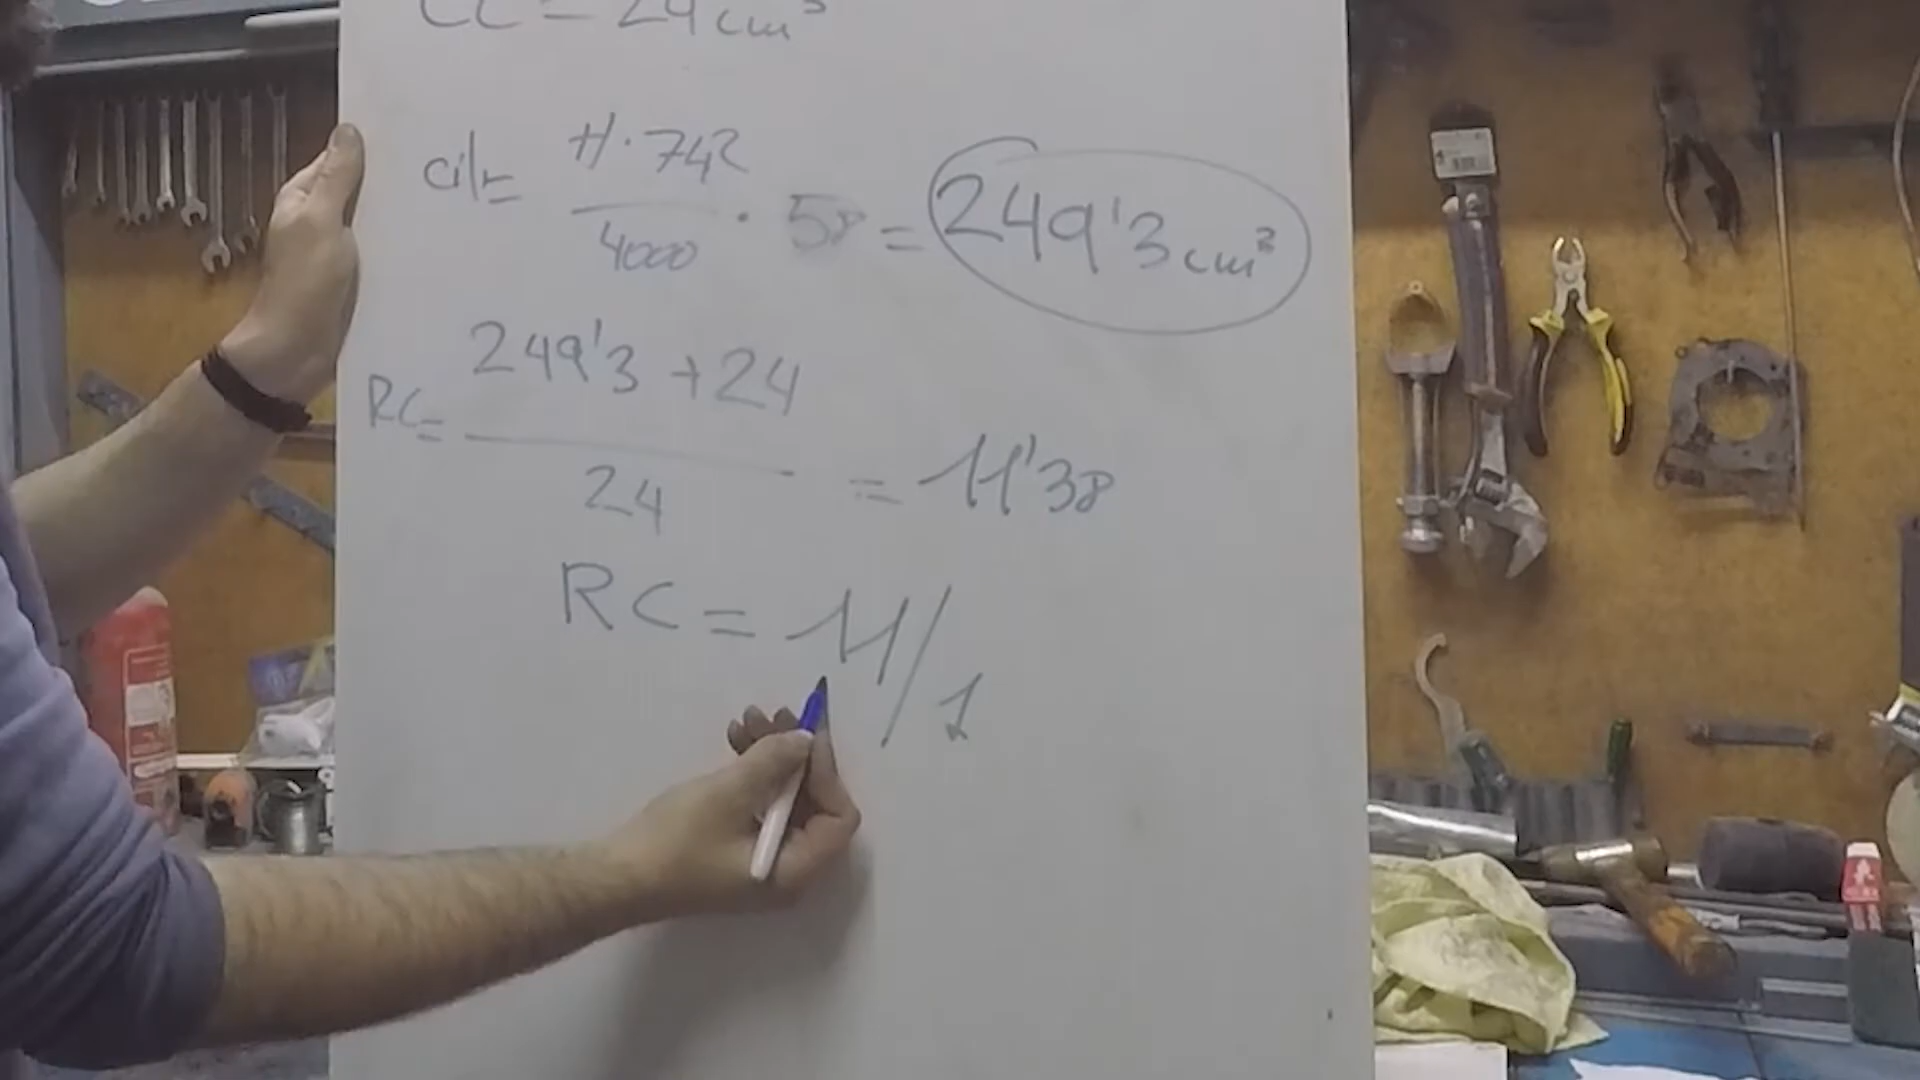 CC = 24 cm³
cil = π·74² / 4000 · 58 = 249'3 cm³
RC = 249'3 + 24 / 24 = 11'38
RC = 11/1